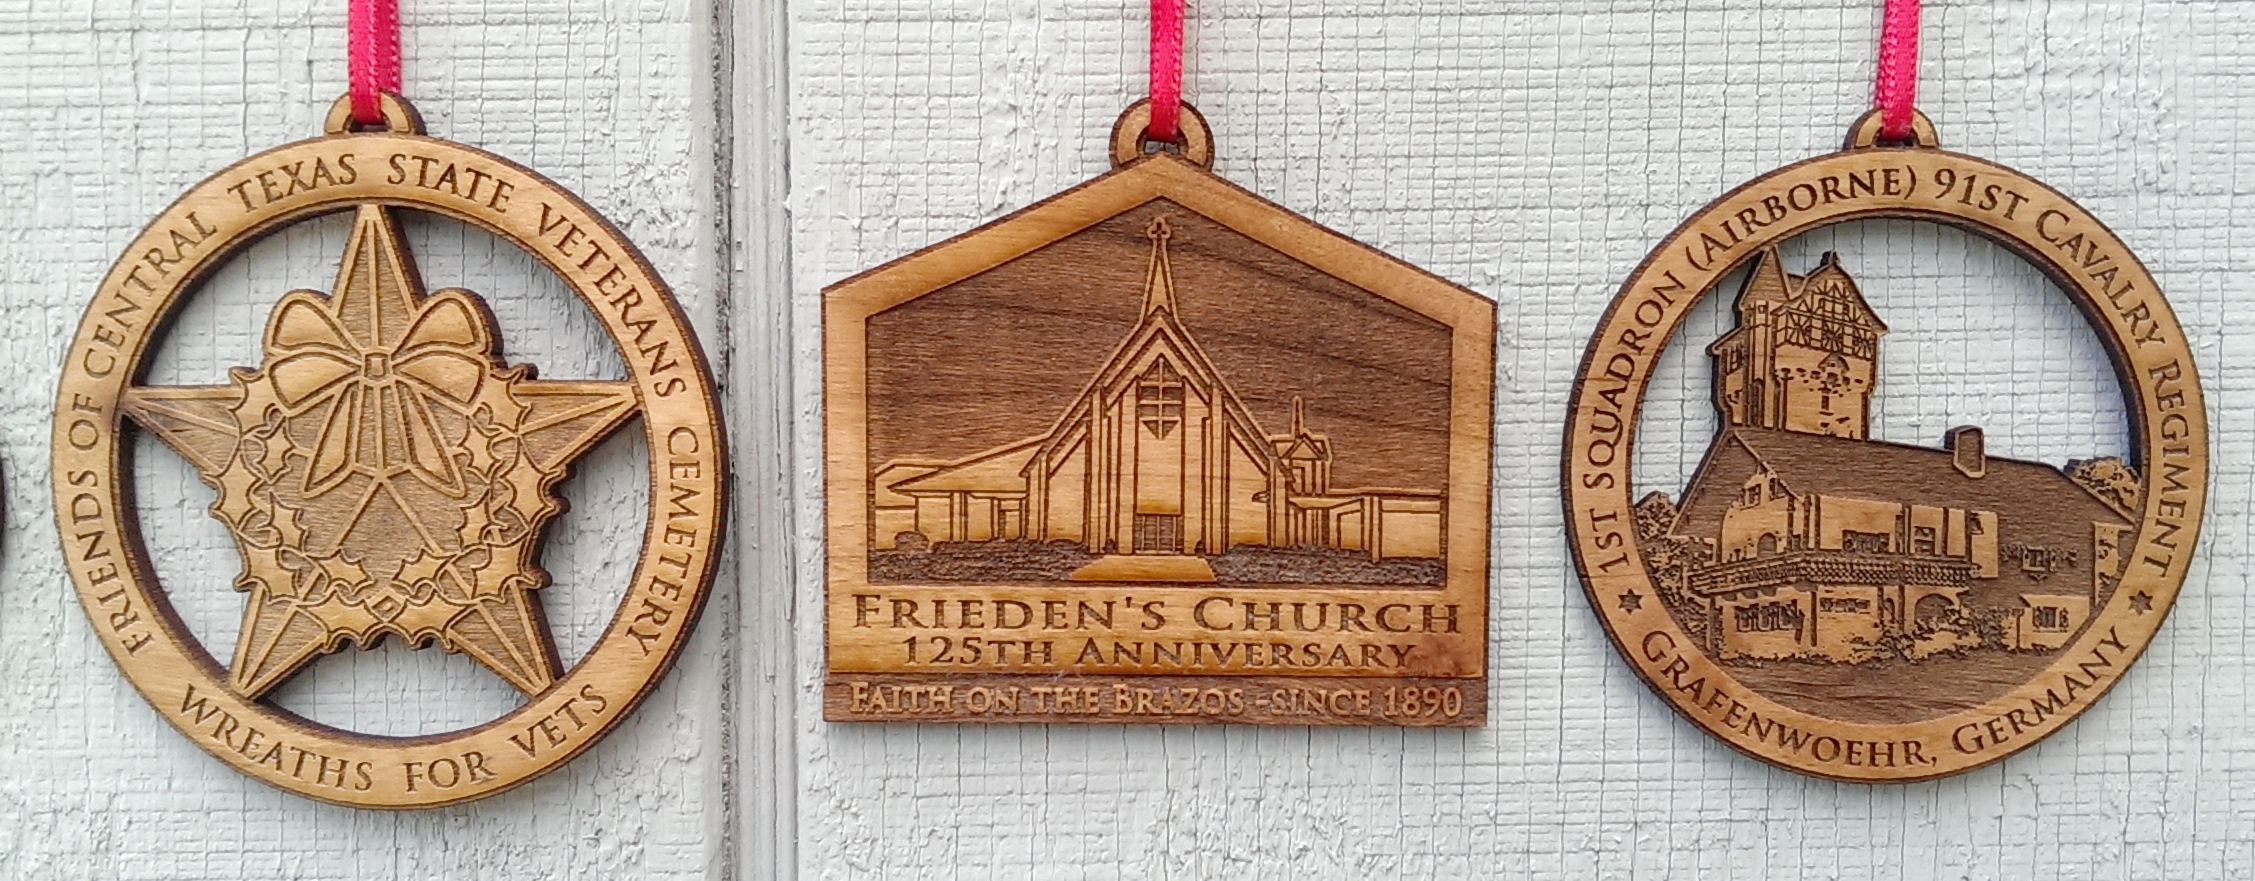 FRIENDS OF CENTRAL TEXAS STATE VETERANS CEMETERY
WREATHS FOR VETS
FRIEDEN'S CHURCH
125TH ANNIVERSARY
FAITH ON THE BRAZOS - SINCE 1890
1ST SQUADRON (AIRBORNE) 91ST CAVALRY REGIMENT
GRAFENWOEHR, GERMANY